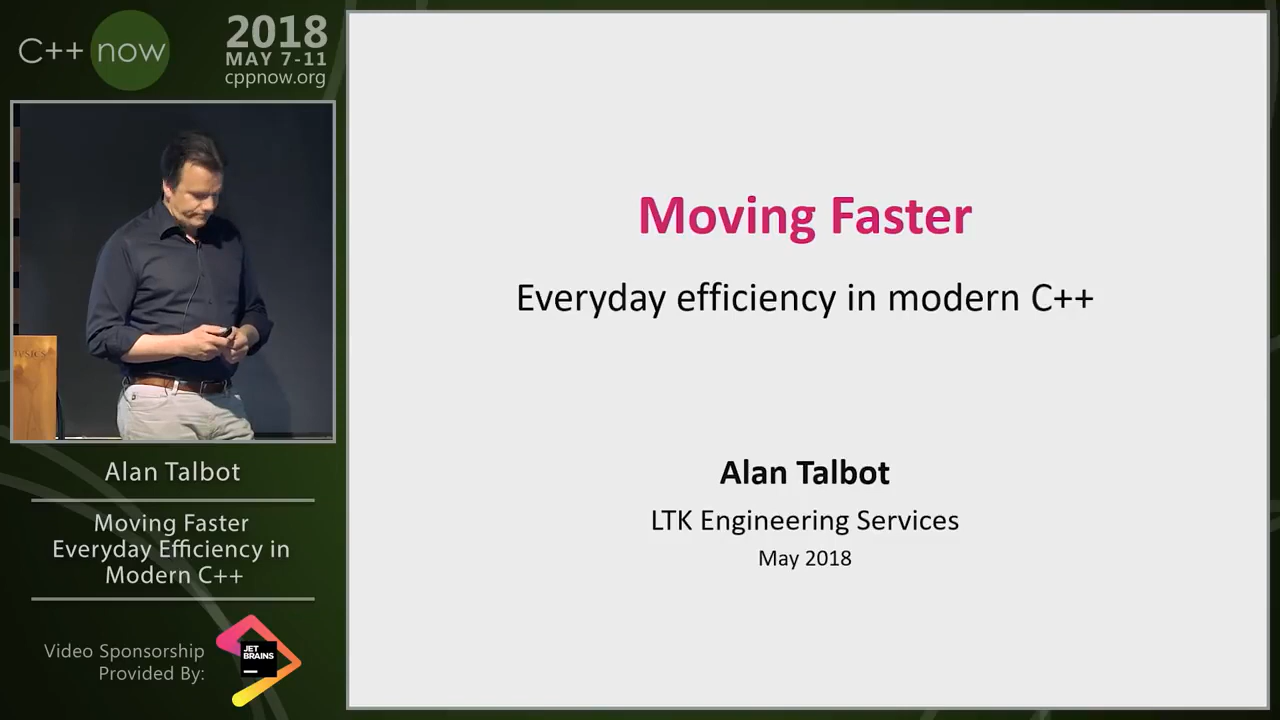 C++ now
2018
MAY 7-11
cppnow.org
Alan Talbot
Moving Faster
Everyday Efficiency in
Modern C++
Video Sponsorship
Provided By:
JET
BRAINS
Moving Faster
Everyday efficiency in modern C++
Alan Talbot
LTK Engineering Services
May 2018